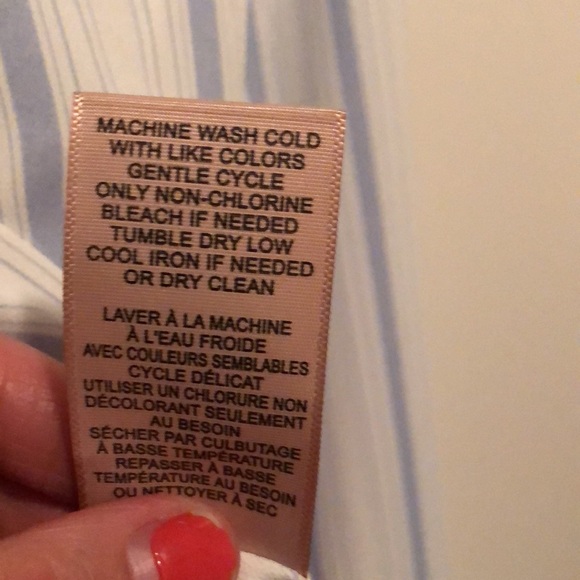 MACHINE WASH COLD
WITH LIKE COLORS
GENTLE CYCLE
ONLY NON-CHLORINE
BLEACH IF NEEDED
TUMBLE DRY LOW
COOL IRON IF NEEDED
OR DRY CLEAN
LAVER À LA MACHINE
À L'EAU FROIDE
AVEC COULEURS SEMBLABLES
CYCLE DÉLICAT
UTILISER UN CHLORURE NON
DÉCOLORANT SEULEMENT
AU BESOIN
SÉCHER PAR CULBUTAGE
À BASSE TEMPÉRATURE
REPASSER À BASSE
TEMPÉRATURE AU BESOIN
OU NETTOYER À SEC